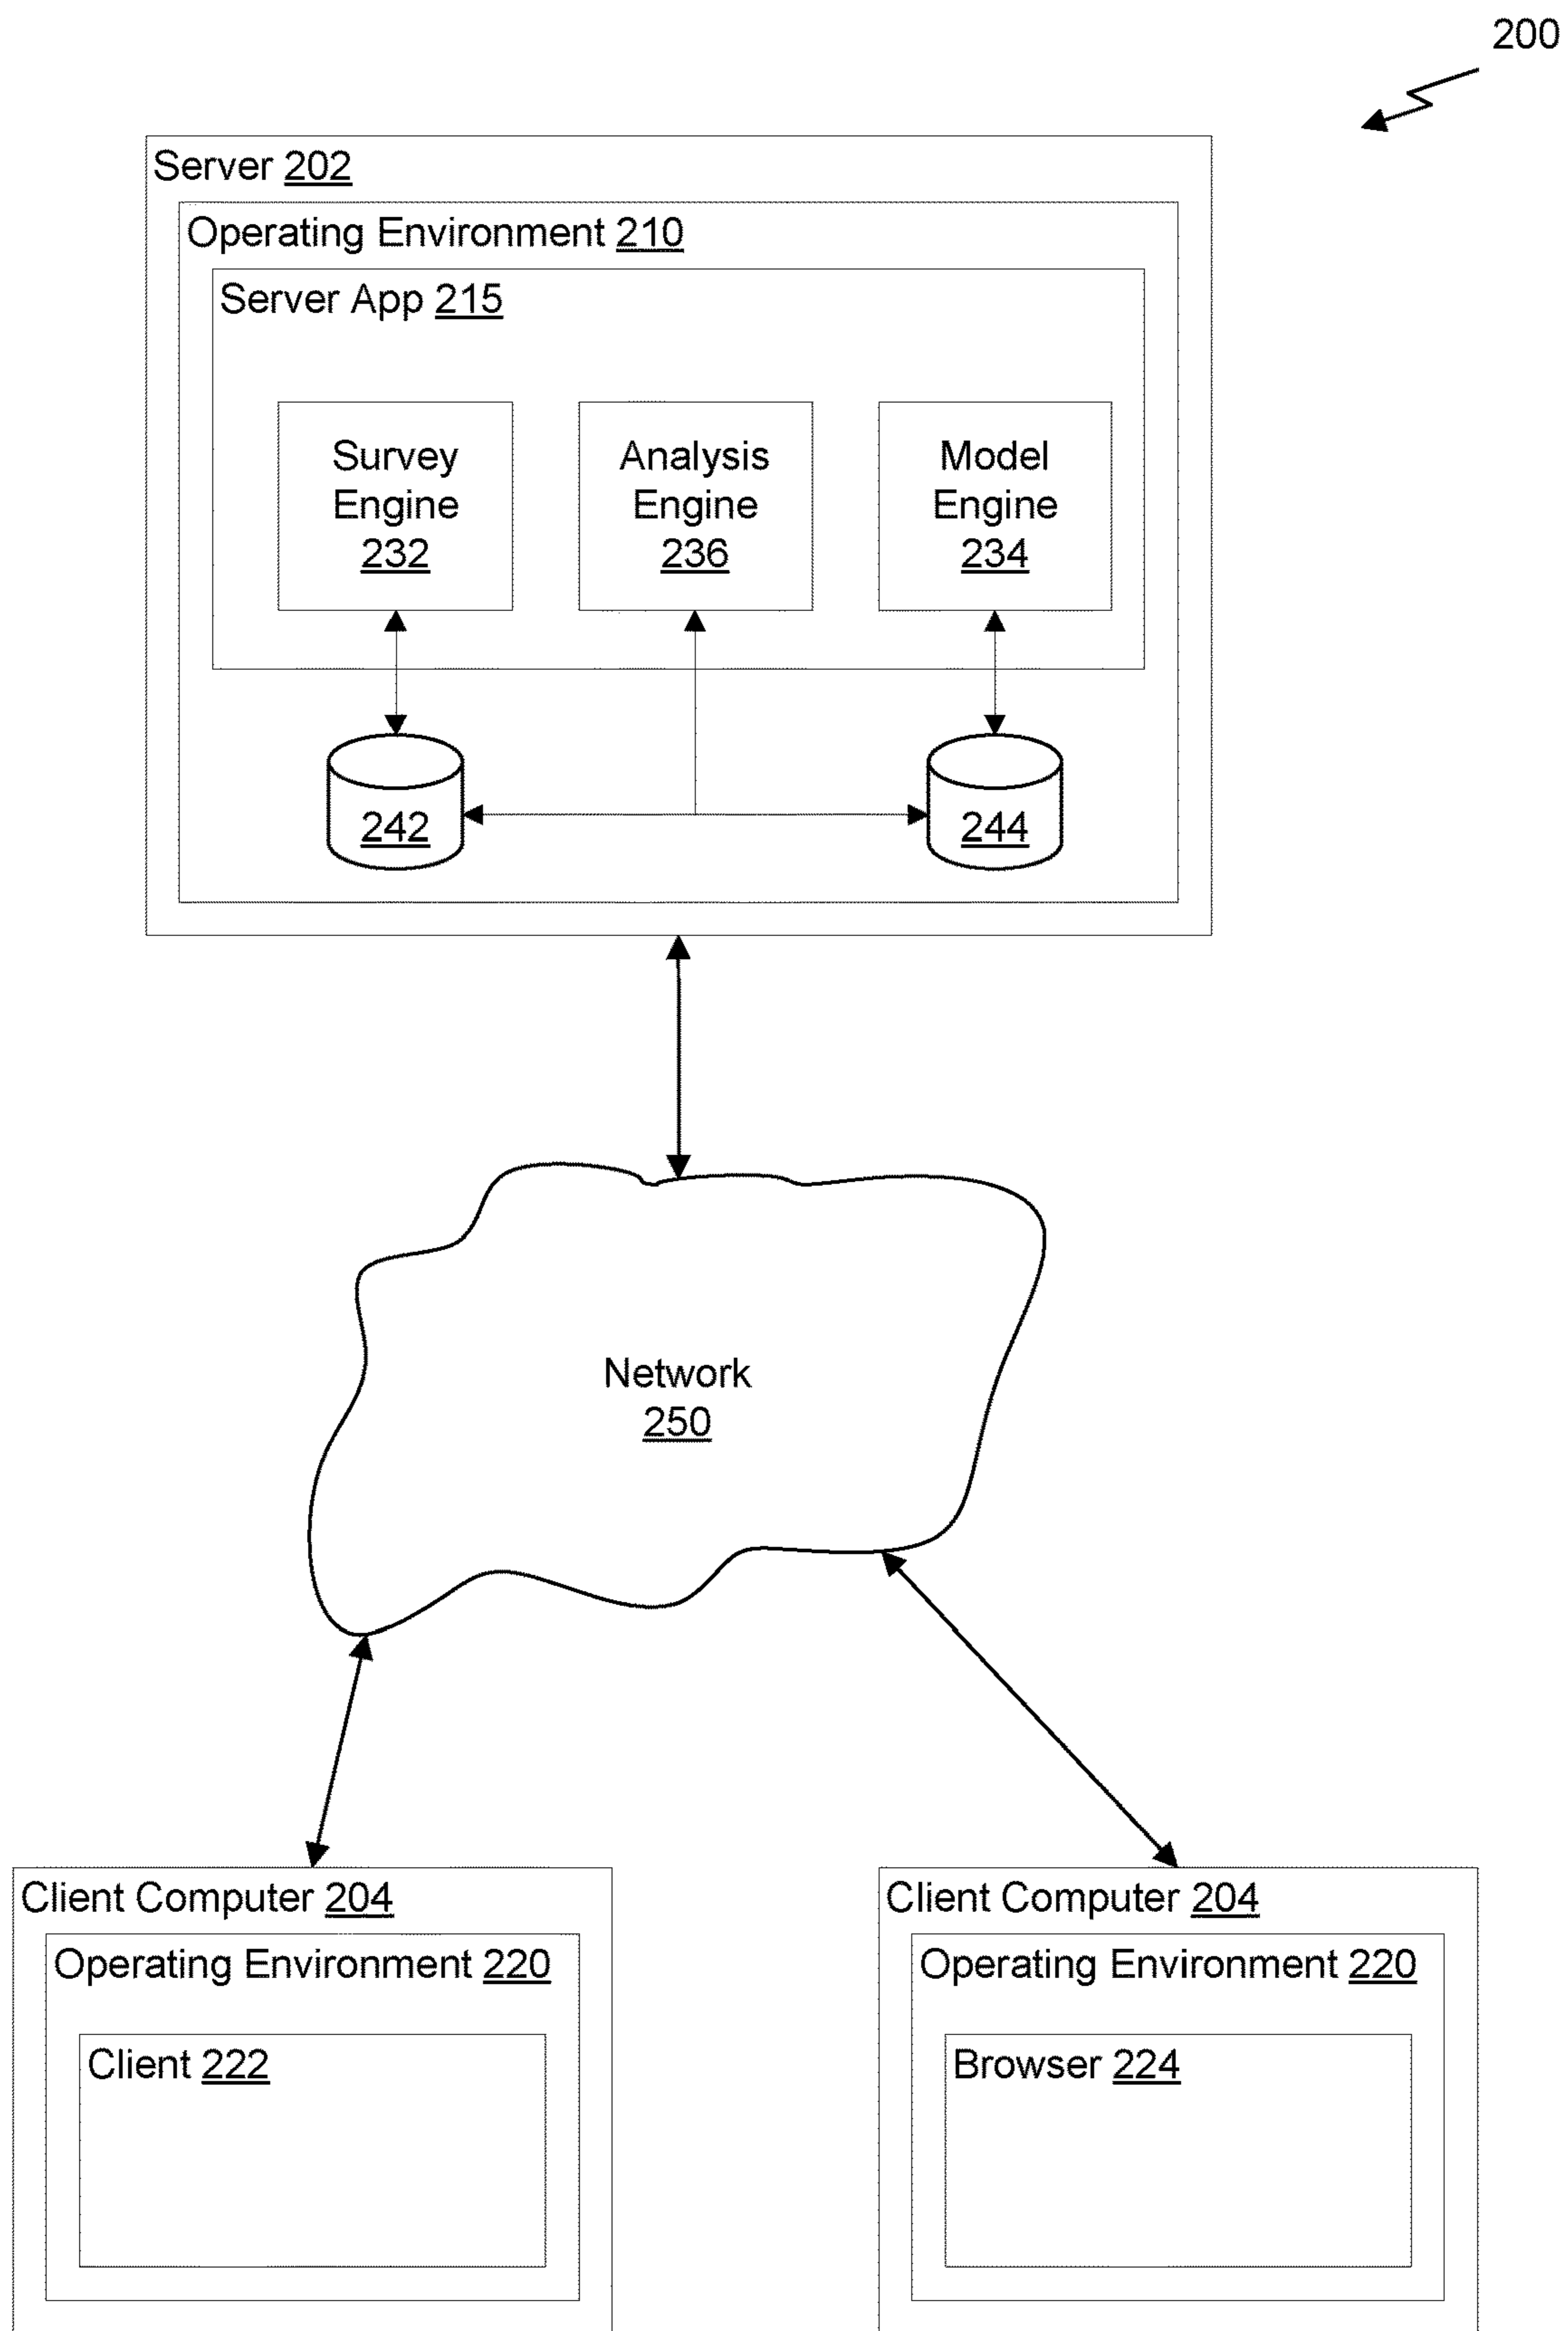 200
Server 202
Operating Environment 210
Server App 215
Survey
Engine
232
Analysis
Engine
236
Model
Engine
234
242
244
Network
250
Client Computer 204
Operating Environment 220
Client 222
Client Computer 204
Operating Environment 220
Browser 224